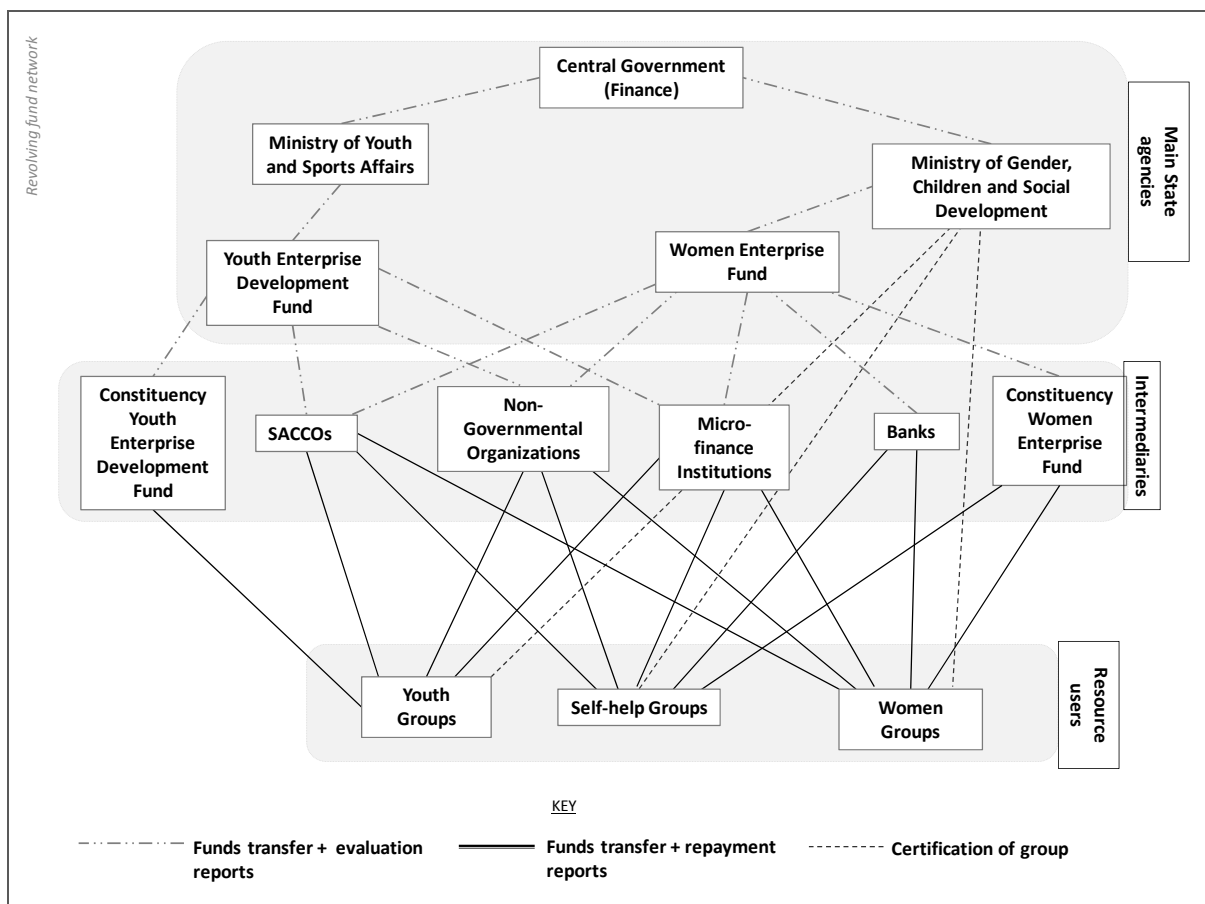 Revolving fund network
Central Government
(Finance)
Ministry of Youth
and Sports Affairs
Ministry of Gender,
Children and Social
Development
Main State
agencies
Youth Enterprise
Development
Fund
Women Enterprise
Fund
Constituency
Youth
Enterprise
Development
Fund
SACCOs
Non-
Governmental
Organizations
Micro-
finance
Institutions
Banks
Constituency
Women
Enterprise
Fund
Intermediaries
Youth
Groups
Self-help Groups
Women
Groups
Resource
users
KEY
Funds transfer + evaluation
reports
Funds transfer + repayment
reports
Certification of group